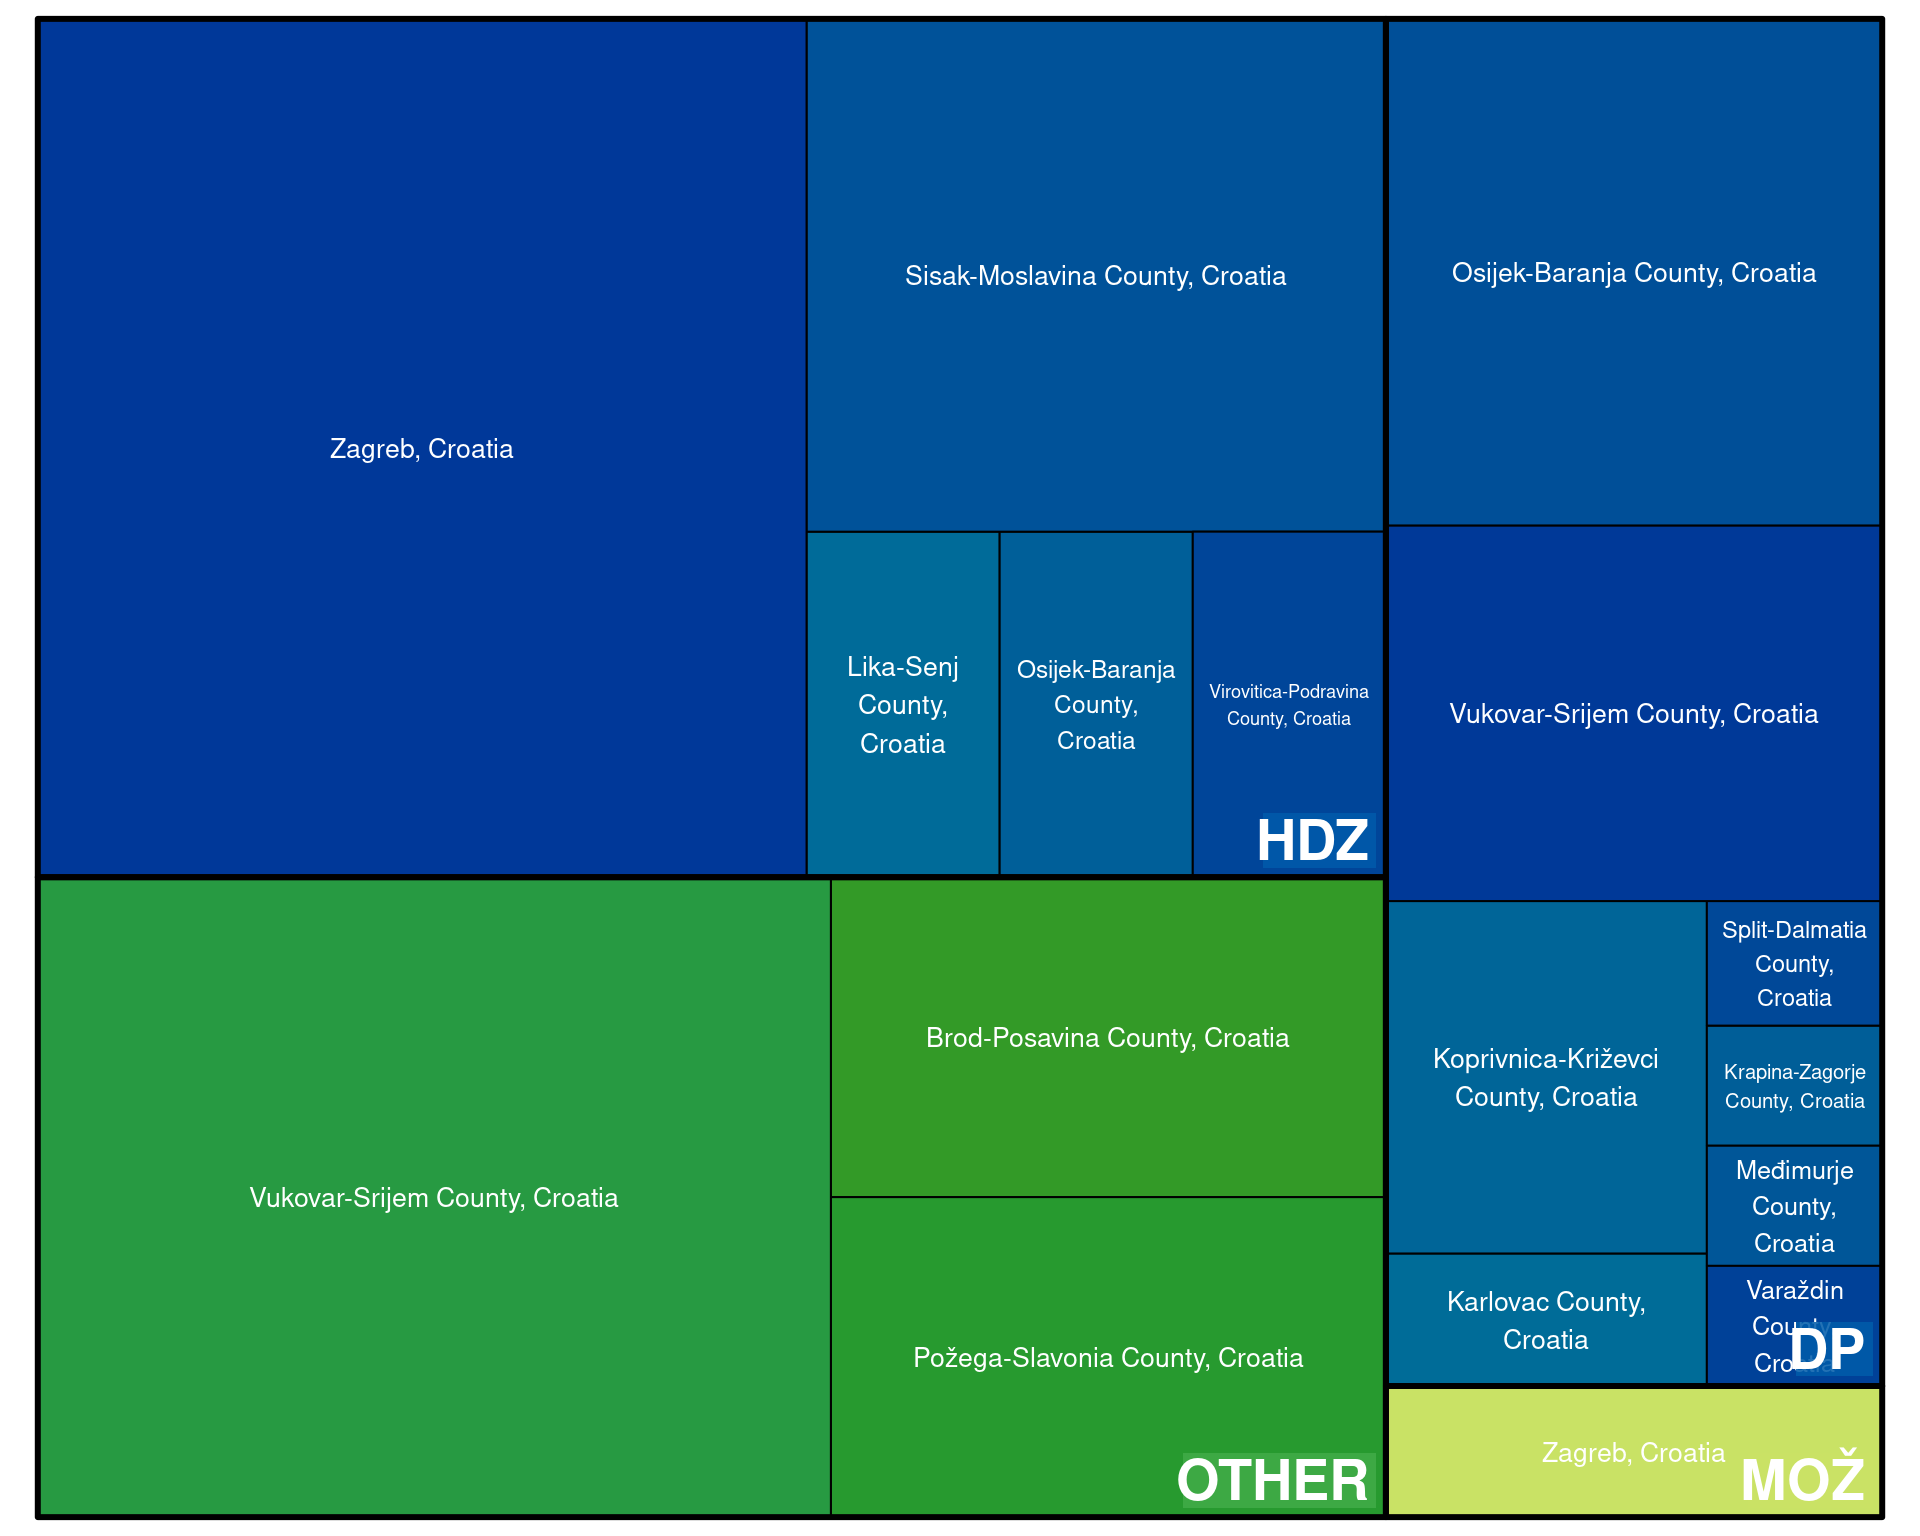 Zagreb, Croatia
Sisak-Moslavina County, Croatia
Lika-Senj
County,
Croatia
Osijek-Baranja
County,
Croatia
Virovitica-Podravina
County, Croatia
HDZ
Osijek-Baranja County, Croatia
Vukovar-Srijem County, Croatia
Koprivnica-Križevci
County, Croatia
Split-Dalmatia
County,
Croatia
Krapina-Zagorje
County, Croatia
Međimurje
County,
Croatia
Karlovac County,
Croatia
Varaždin
County,
Croatia
DP
Vukovar-Srijem County, Croatia
Brod-Posavina County, Croatia
Požega-Slavonia County, Croatia
OTHER
Zagreb, Croatia
MOŽ